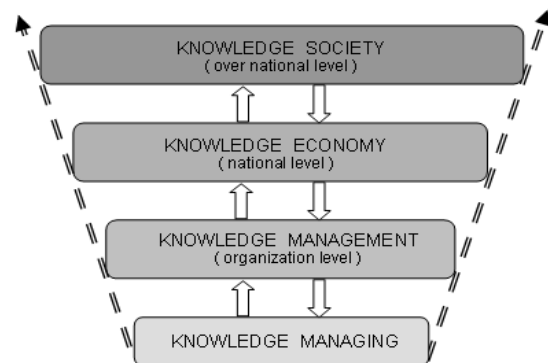 KNOWLEDGE SOCIETY
( over national level )
KNOWLEDGE ECONOMY
( national level )
KNOWLEDGE MANAGEMENT
( organization level )
KNOWLEDGE MANAGING